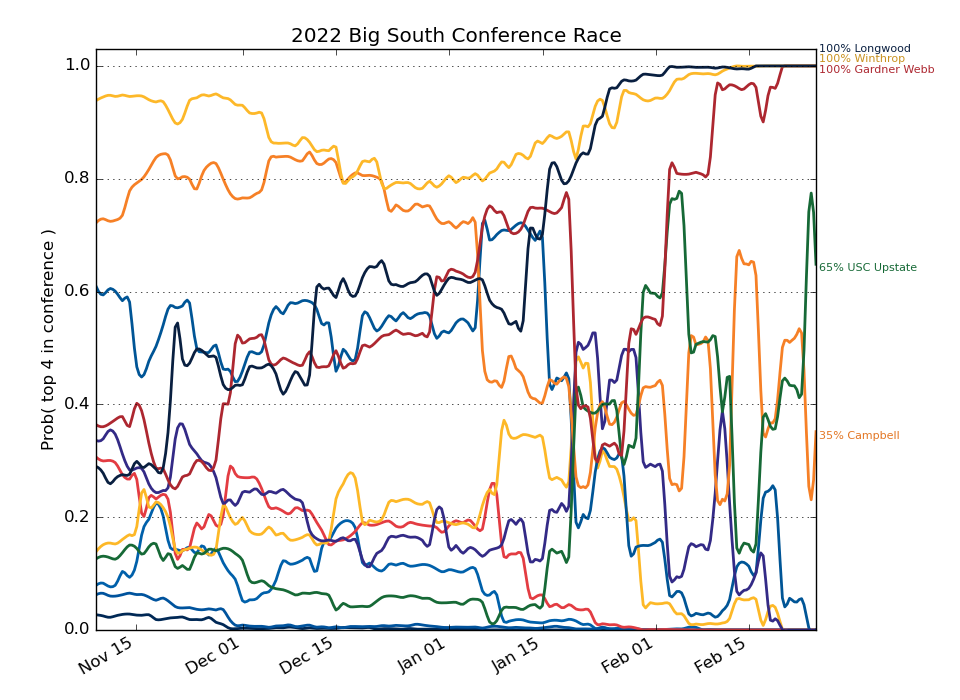 2022 Big South Conference Race
100% Longwood
100% Winthrop
100% Gardner Webb
65% USC Upstate
35% Campbell
Prob( top 4 in conference )
1.0
0.8
0.6
0.4
0.2
0.0
Nov 15
Dec 01
Dec 15
Jan 01
Jan 15
Feb 01
Feb 15